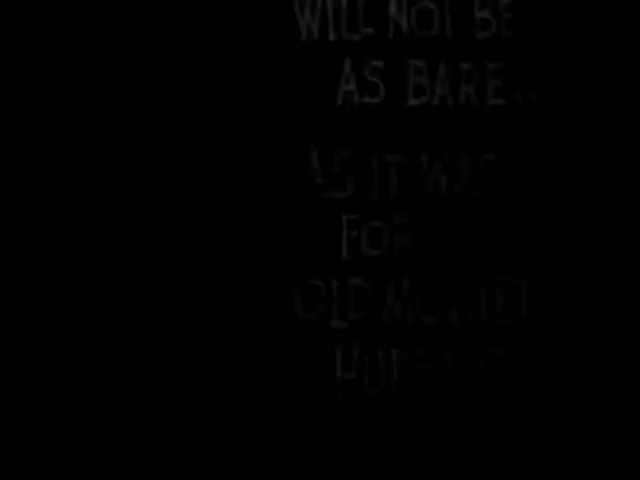 WILL NOT BE
AS BARE..
AS IT WAS
FOR
OLD MOTHER
HUBBARD